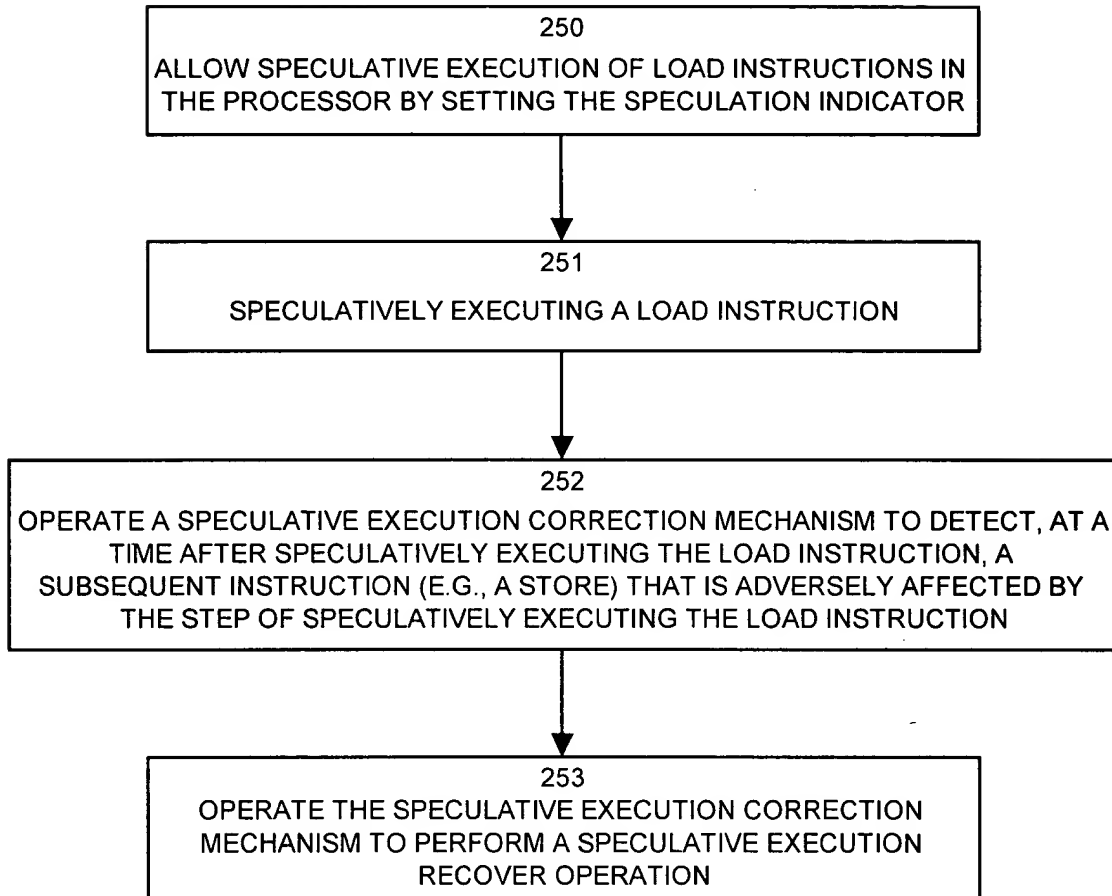 250
ALLOW SPECULATIVE EXECUTION OF LOAD INSTRUCTIONS IN
THE PROCESSOR BY SETTING THE SPECULATION INDICATOR
251
SPECULATIVELY EXECUTING A LOAD INSTRUCTION
252
OPERATE A SPECULATIVE EXECUTION CORRECTION MECHANISM TO DETECT, AT A
TIME AFTER SPECULATIVELY EXECUTING THE LOAD INSTRUCTION, A
SUBSEQUENT INSTRUCTION (E.G., A STORE) THAT IS ADVERSELY AFFECTED BY
THE STEP OF SPECULATIVELY EXECUTING THE LOAD INSTRUCTION
253
OPERATE THE SPECULATIVE EXECUTION CORRECTION
MECHANISM TO PERFORM A SPECULATIVE EXECUTION
RECOVER OPERATION